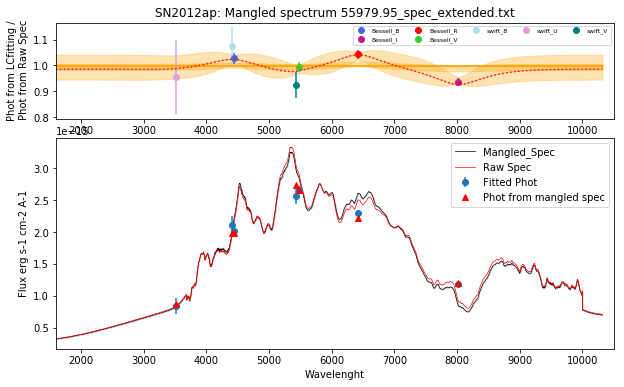 SN2012ap: Mangled spectrum 55979.95_spec_extended.txt
Phot from LCfitting /
Phot from Raw Spec
1.1
1.0
0.9
0.8
Bessell_B Bessell_R swift_B swift_U swift_V
Bessell_I Bessell_V
2000 3000 4000 5000 6000 7000 8000 9000 10000
Flux erg s-1 cm-2 A-1
3.0
2.5
2.0
1.5
1.0
0.5
Mangled_Spec
Raw Spec
Fitted Phot
Phot from mangled spec
2000 3000 4000 5000 6000 7000 8000 9000 10000
Wavelenght